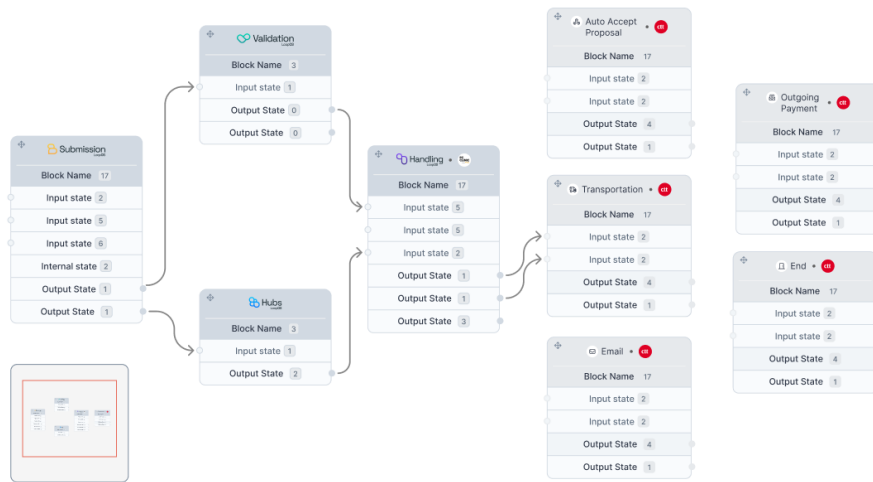 Submission
Block Name 17
Input state 2
Input state 5
Input state 6
Internal state 2
Output State 1
Output State 1
Validation
Block Name 3
Input state 1
Output State 0
Output State 0
Hubs
Block Name 3
Input state 1
Output State 2
Handling •
Block Name 17
Input state 5
Input state 5
Input state 2
Output State 1
Output State 1
Output State 3
Auto Accept
Proposal • ctt
Block Name 17
Input state 2
Input state 2
Output State 4
Output State 1
Transportation • ctt
Block Name 17
Input state 2
Input state 2
Output State 4
Output State 1
Email • ctt
Block Name 17
Input state 2
Input state 2
Output State 4
Output State 1
Outgoing
Payment • ctt
Block Name 17
Input state 2
Input state 2
Output State 4
Output State 1
End • ctt
Block Name 17
Input state 2
Input state 2
Output State 4
Output State 1